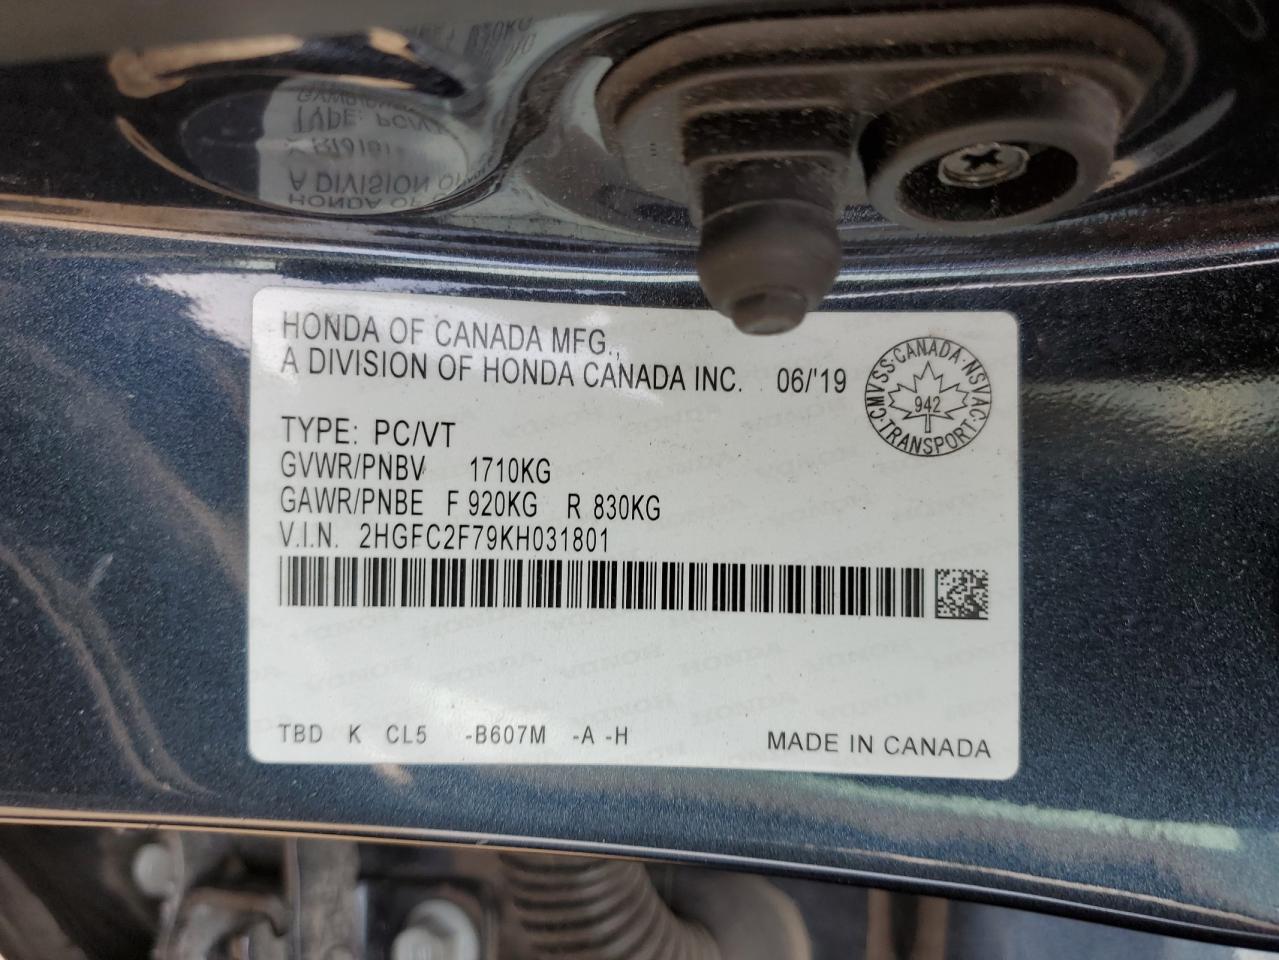 HONDA OF CANADA MFG.,
A DIVISION OF HONDA CANADA INC. 06/'19
CMVSS·CANADA·NSVAC·TRANSPORT·
942
TYPE: PC/VT
GVWR/PNBV 1710KG
GAWR/PNBE F 920KG R 830KG
V.I.N. 2HGFC2F79KH031801
TBD K CL5 -B607M -A -H
MADE IN CANADA